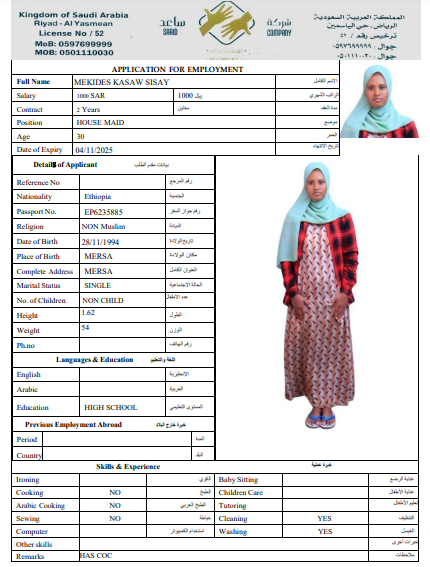 Kingdom of Saudi Arabia
Riyad - Al Yasmean
License No / 52
MoB: 0597699999
MOB: 0501110030
ساعد
SAAID
شركة
COMPANY
المملكة العربية السعودية
الرياض، حي الياسمين
ترخيص رقم / ٥٢
جوال : ٠٥٩٧٦٩٩٩٩٩
جوال : ٠٥٠١١١٠٠٣٠
APPLICATION FOR EMPLOYMENT
Full Name MEKIDES KASAW SISAY الاسم الكامل
Salary 1000 SAR 1000 ريال الراتب الشهري
Contract 2 Years سنتين مدة العقد
Position HOUSE MAID موضع
Age 30 العمر
Date of Expiry 04/11/2025 تاريخ الانتهاء
Details of Applicant بيانات مقدم الطلب
Reference No رقم المرجع
Nationality Ethiopia الجنسية
Passport No. EP6235885 رقم جواز السفر
Religion NON Muslim الديانة
Date of Birth 28/11/1994 تاريخ الولادة
Place of Birth MERSA مكان الولادة
Complete Address MERSA العنوان الكامل
Marital Status SINGLE الحالة الاجتماعية
No. of Children NON CHILD عدد الاطفال
Height 1.62 الطول
Weight 54 الوزن
Ph.no رقم الهاتف
Languages & Education اللغة والتعليم
English الإنجليزية
Arabic العربية
Education HIGH SCHOOL المستوى التعليمي
Previous Employment Abroad خبرة خارج البلاد
Period المدة
Country البلد
Skills & Experience خبرة عملية
Ironing الكوي Baby Sitting عناية الرضع
Cooking NO الطبخ Children Care عناية الأطفال
Arabic Cooking NO الطبخ العربي Tutoring تعليم الأطفال
Sewing NO خياطة Cleaning YES التنظيف
Computer استخدام الكمبيوتر Washing YES الغسيل
Other skills خبرات أخرى
Remarks HAS COC ملاحظات